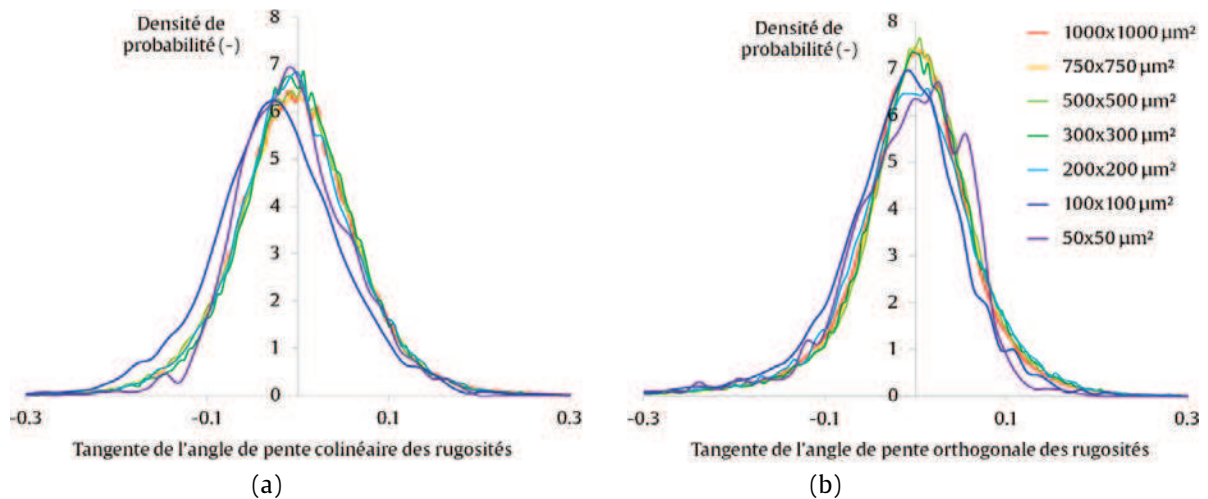 Densité de
probabilité (-)
8
7
6
5
4
3
2
1
0
-0.3
-0.1
0.1
0.3
Tangente de l'angle de pente colinéaire des rugosités
(a)
Densité de
probabilité (-)
8
7
6
5
4
3
2
1
0
-0.3
-0.1
0.1
0.3
Tangente de l'angle de pente orthogonale des rugosités
(b)
1000x1000 µm²
750x750 µm²
500x500 µm²
300x300 µm²
200x200 µm²
100x100 µm²
50x50 µm²